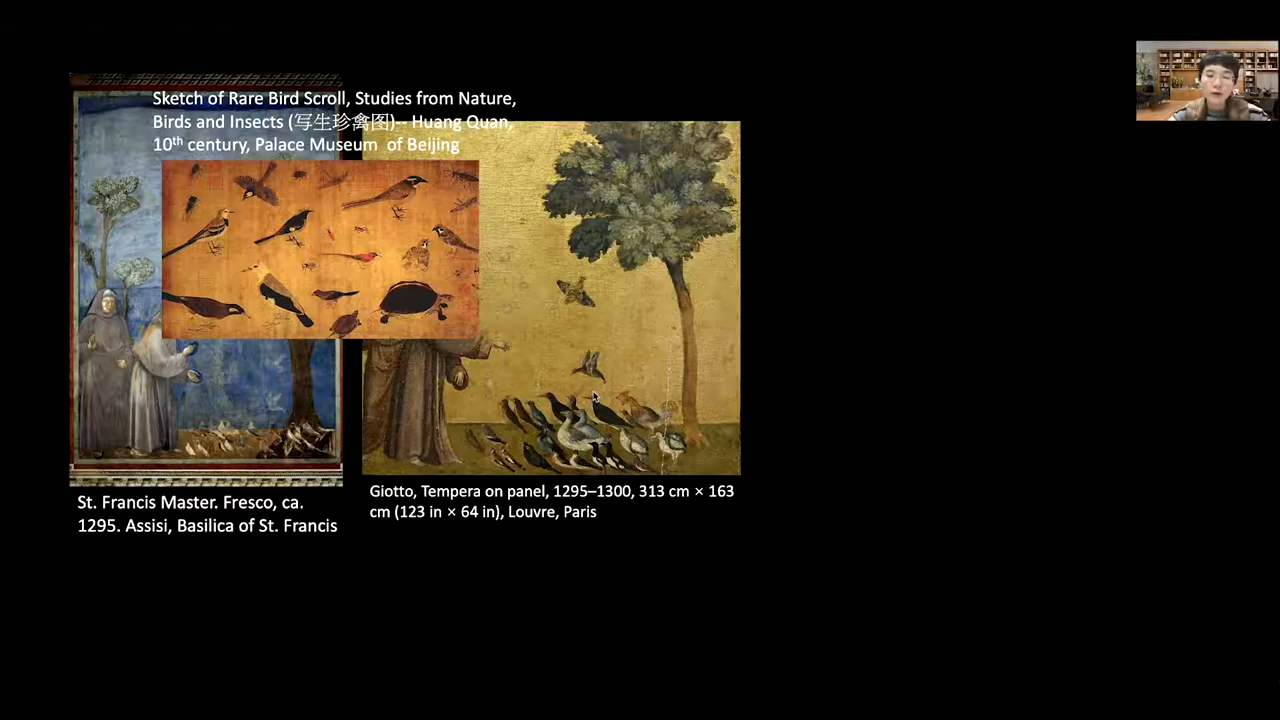 Sketch of Rare Bird Scroll, Studies from Nature,
Birds and Insects (写生珍禽图)-- Huang Quan,
10th century, Palace Museum of Beijing
St. Francis Master. Fresco, ca.
1295. Assisi, Basilica of St. Francis
Giotto, Tempera on panel, 1295–1300, 313 cm × 163
cm (123 in × 64 in), Louvre, Paris